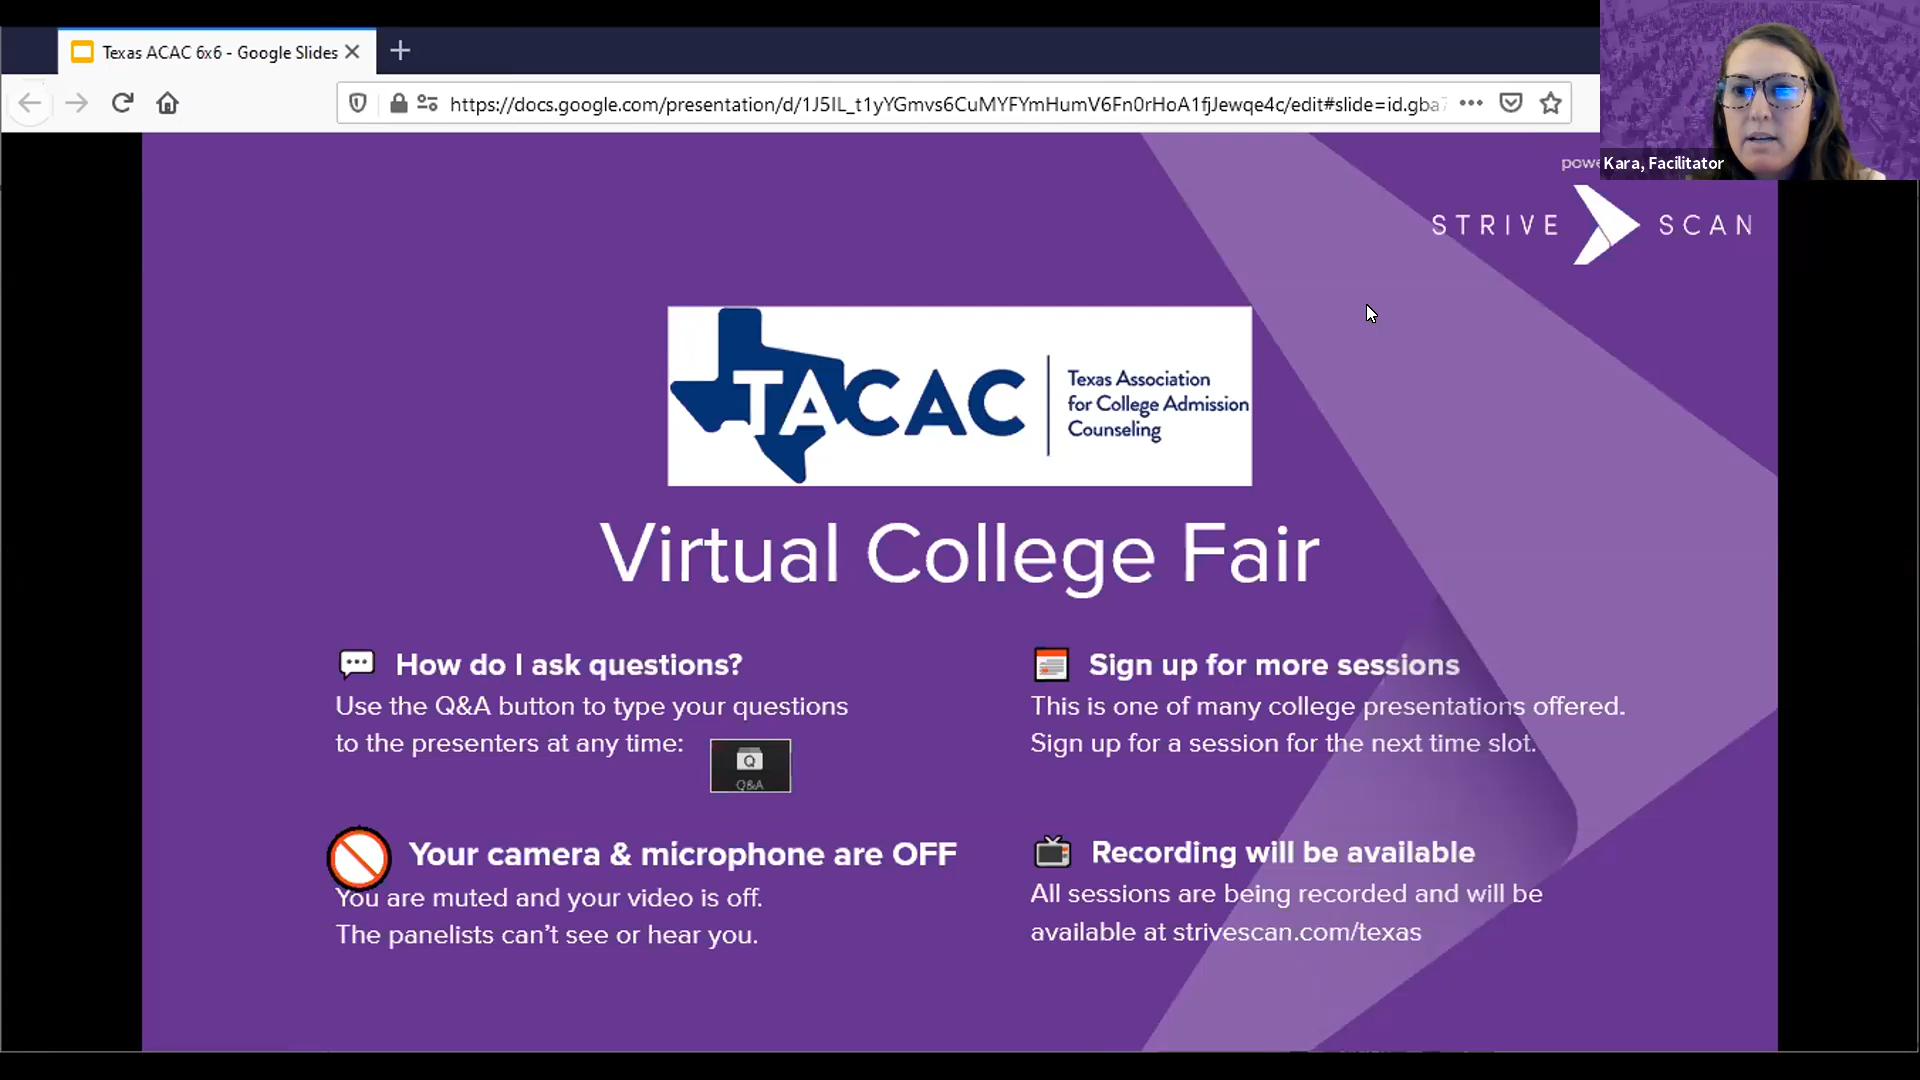 Texas ACAC 6x6 - Google Slides
https://docs.google.com/presentation/d/1J5IL_t1yYGmvs6CuMYFYmHumV6Fn0rHoA1fjJewqe4c/edit#slide=id.gba7
Kara, Facilitator
STRIVE SCAN
TACAC
Texas Association
for College Admission
Counseling
Virtual College Fair
How do I ask questions?
Use the Q&A button to type your questions
to the presenters at any time:
Q
Q&A
Sign up for more sessions
This is one of many college presentations offered.
Sign up for a session for the next time slot.
Your camera & microphone are OFF
You are muted and your video is off.
The panelists can't see or hear you.
Recording will be available
All sessions are being recorded and will be
available at strivescan.com/texas